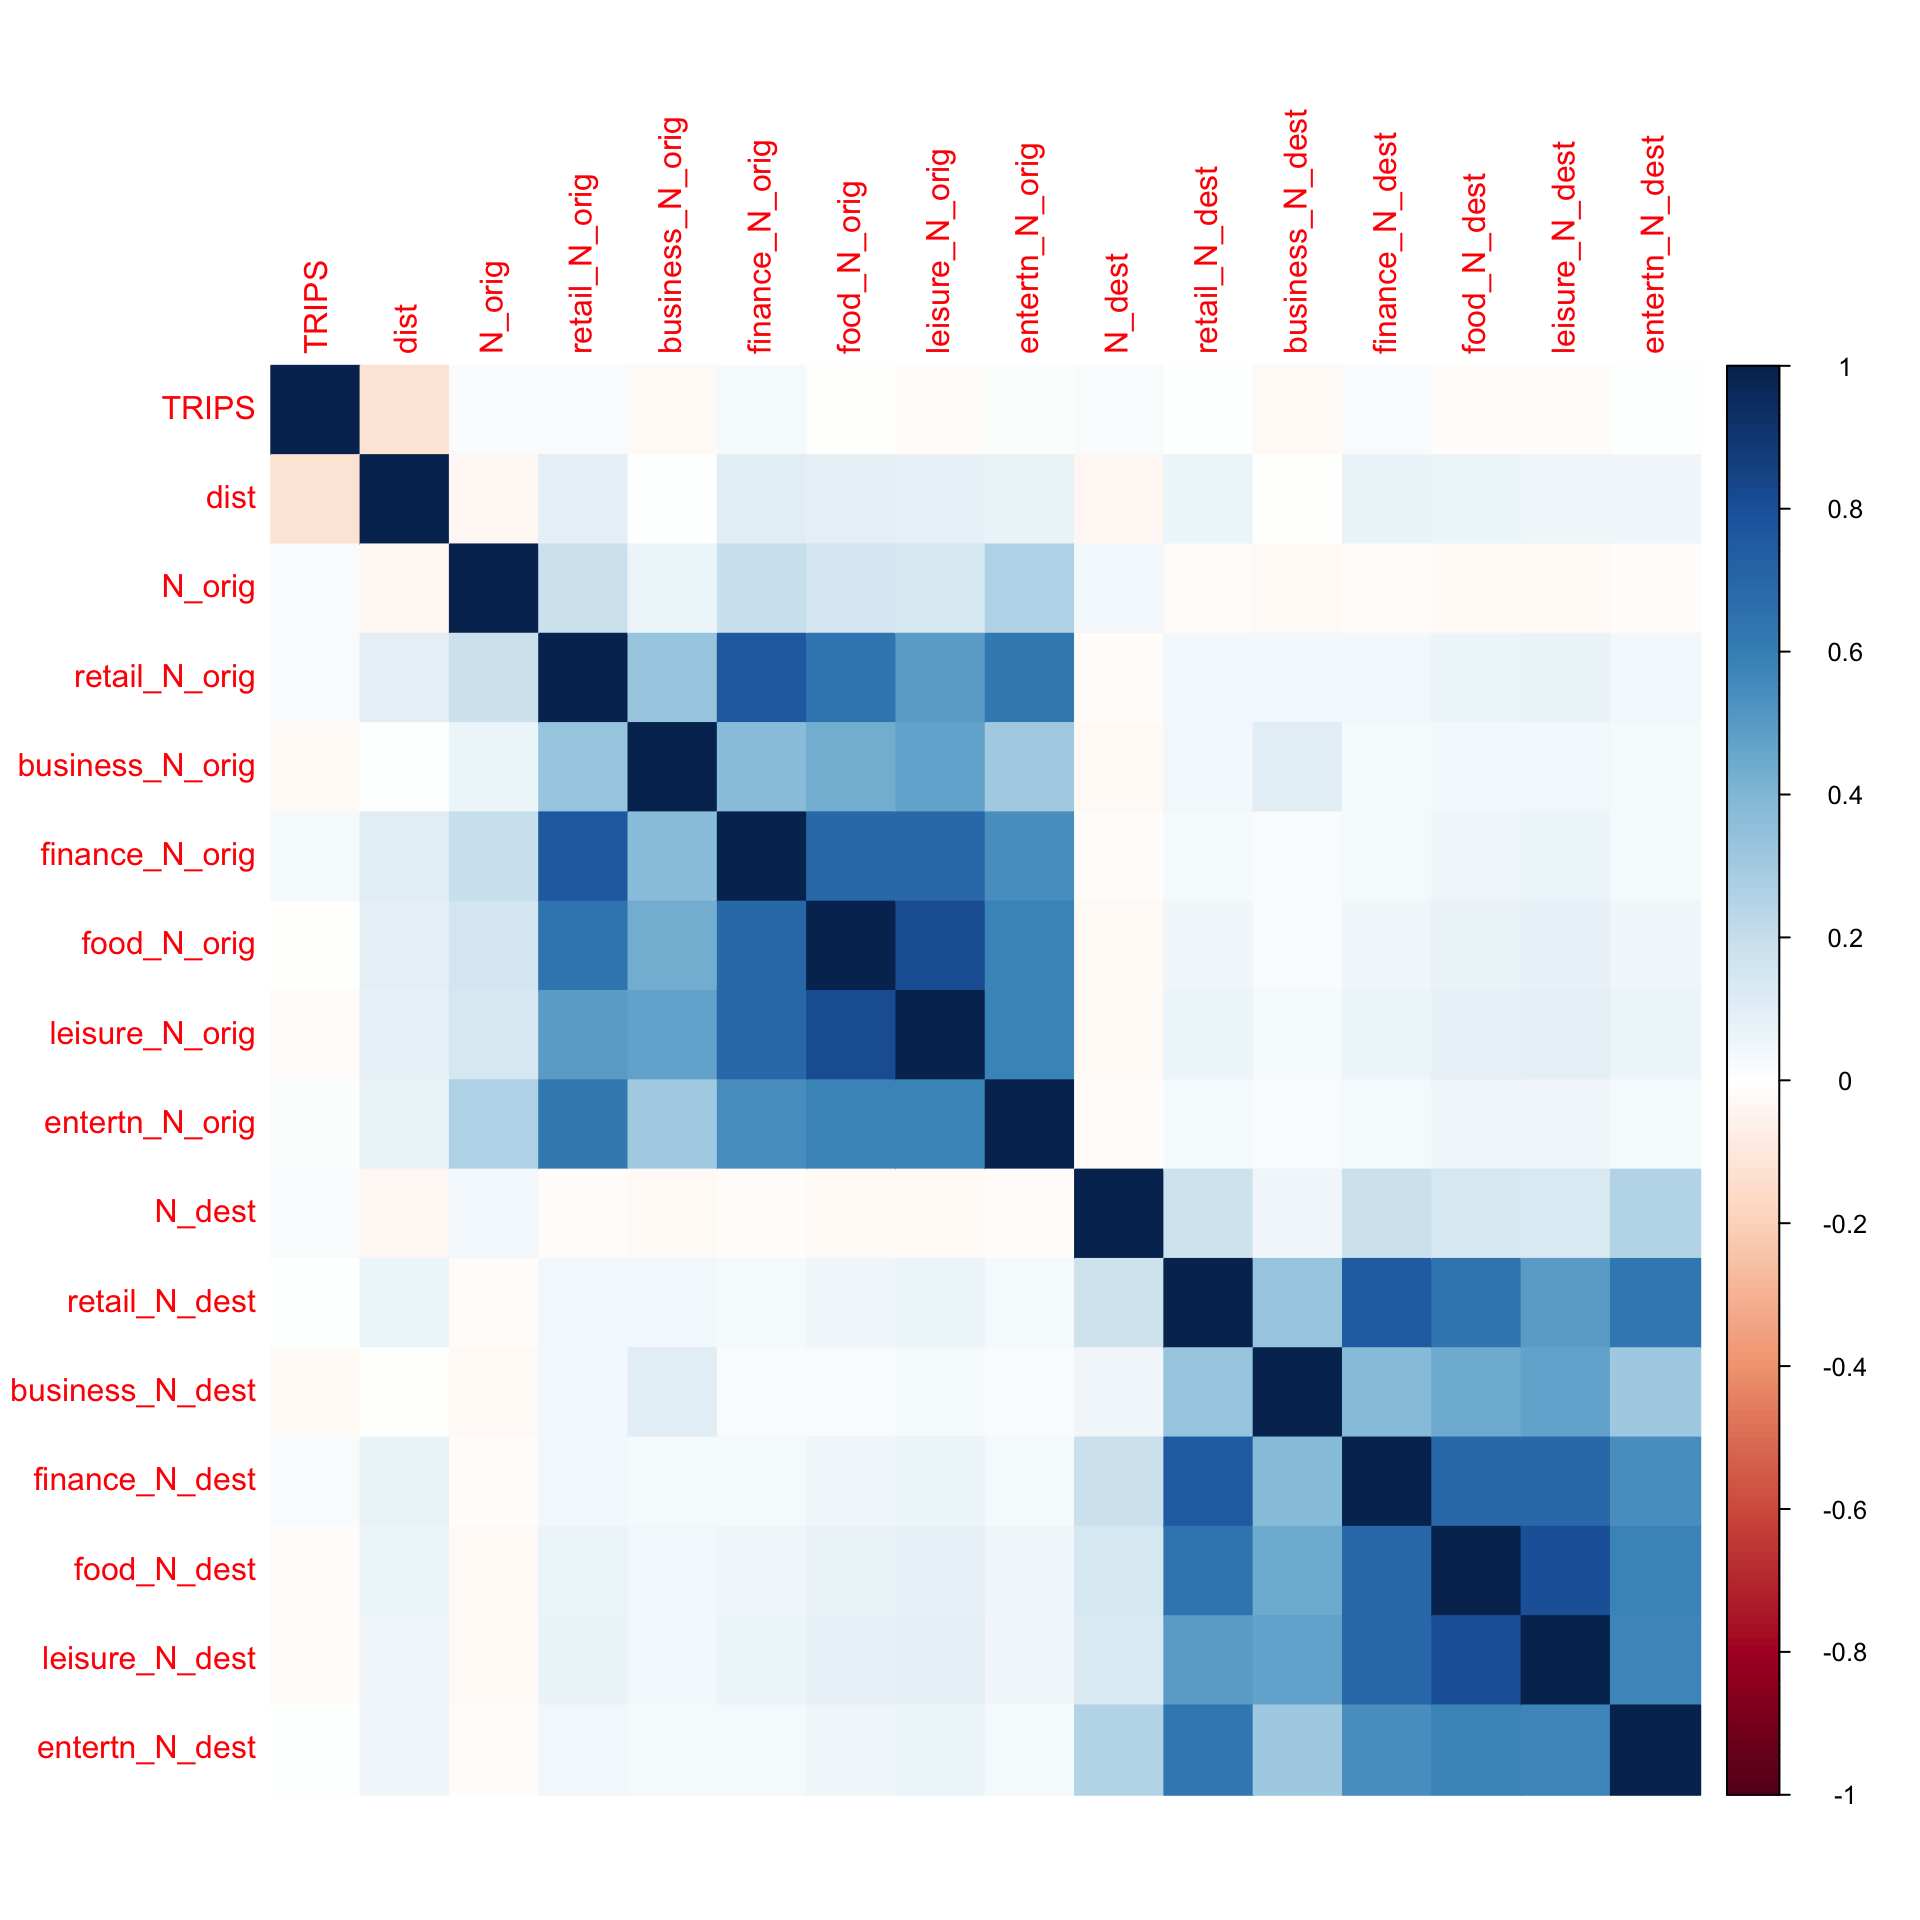 TRIPS
dist
N_orig
retail_N_orig
business_N_orig
finance_N_orig
food_N_orig
leisure_N_orig
entertn_N_orig
N_dest
retail_N_dest
business_N_dest
finance_N_dest
food_N_dest
leisure_N_dest
entertn_N_dest
TRIPS
dist
N_orig
retail_N_orig
business_N_orig
finance_N_orig
food_N_orig
leisure_N_orig
entertn_N_orig
N_dest
retail_N_dest
business_N_dest
finance_N_dest
food_N_dest
leisure_N_dest
entertn_N_dest
1
0.8
0.6
0.4
0.2
0
-0.2
-0.4
-0.6
-0.8
-1